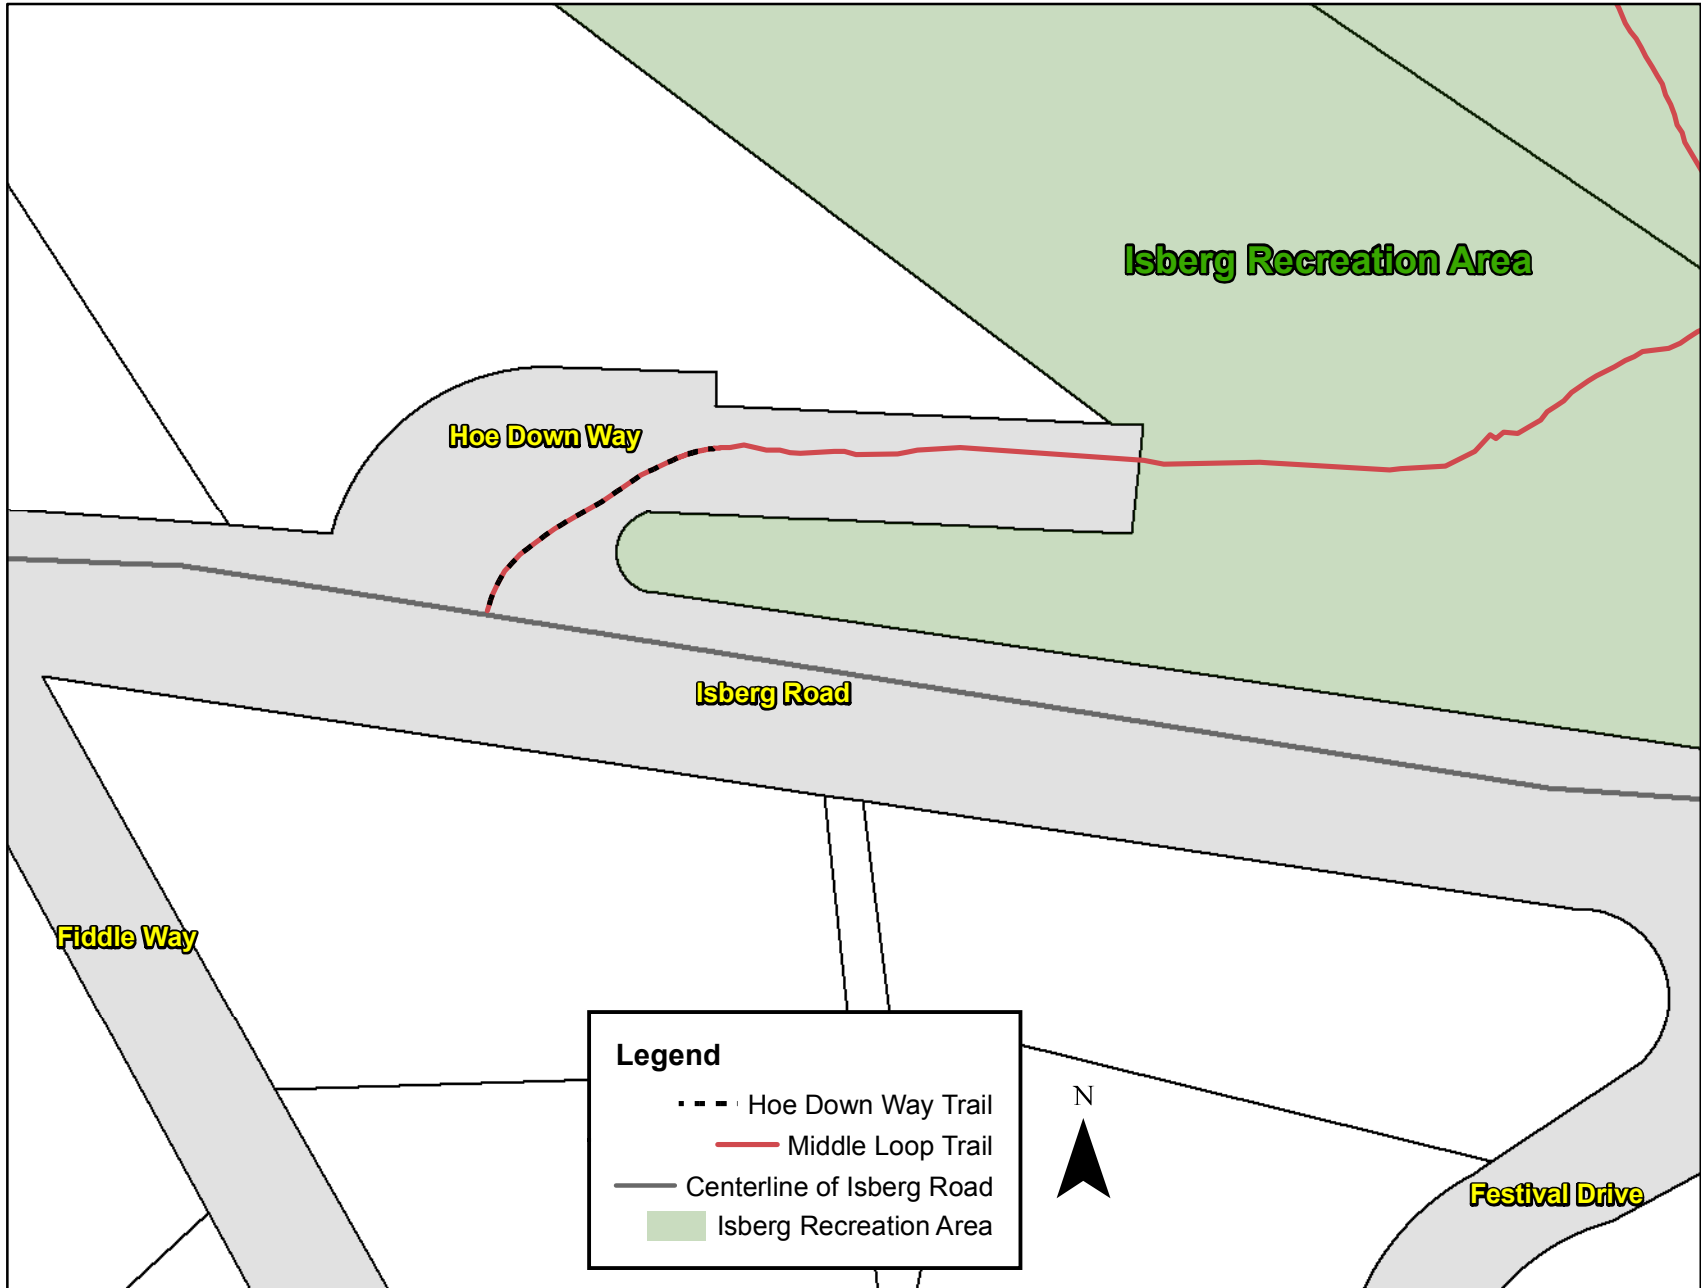 Isberg Recreation Area
Hoe Down Way
Isberg Road
Fiddle Way
Legend
Hoe Down Way Trail
Middle Loop Trail
Centerline of Isberg Road
Isberg Recreation Area
N
Festival Drive